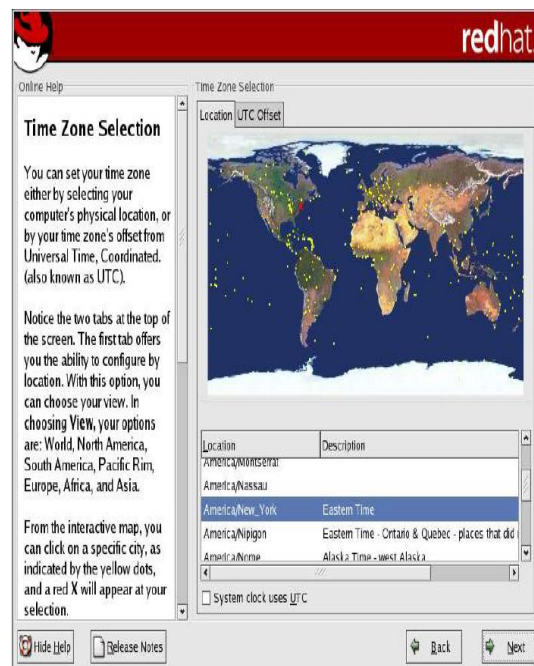 redhat.
Online Help
Time Zone Selection
You can set your time zone
either by selecting your
computer's physical location, or
by your time zone's offset from
Universal Time, Coordinated.
(also known as UTC).
Notice the two tabs at the top of
the screen. The first tab offers
you the ability to configure by
location. With this option, you
can choose your view. In
choosing View, your options
are: World, North America,
South America, Pacific Rim,
Europe, Africa, and Asia.
From the interactive map, you
can click on a specific city, as
indicated by the yellow dots,
and a red X will appear at your
selection.
Time Zone Selection
Location UTC Offset
Location Description
America/Montserrat
America/Nassau
America/New_York Eastern Time
America/Nipigon Eastern Time - Ontario & Quebec - places that did
America/Nome Alaska Time - west Alaska
System clock uses UTC
Hide Help Release Notes Back Next